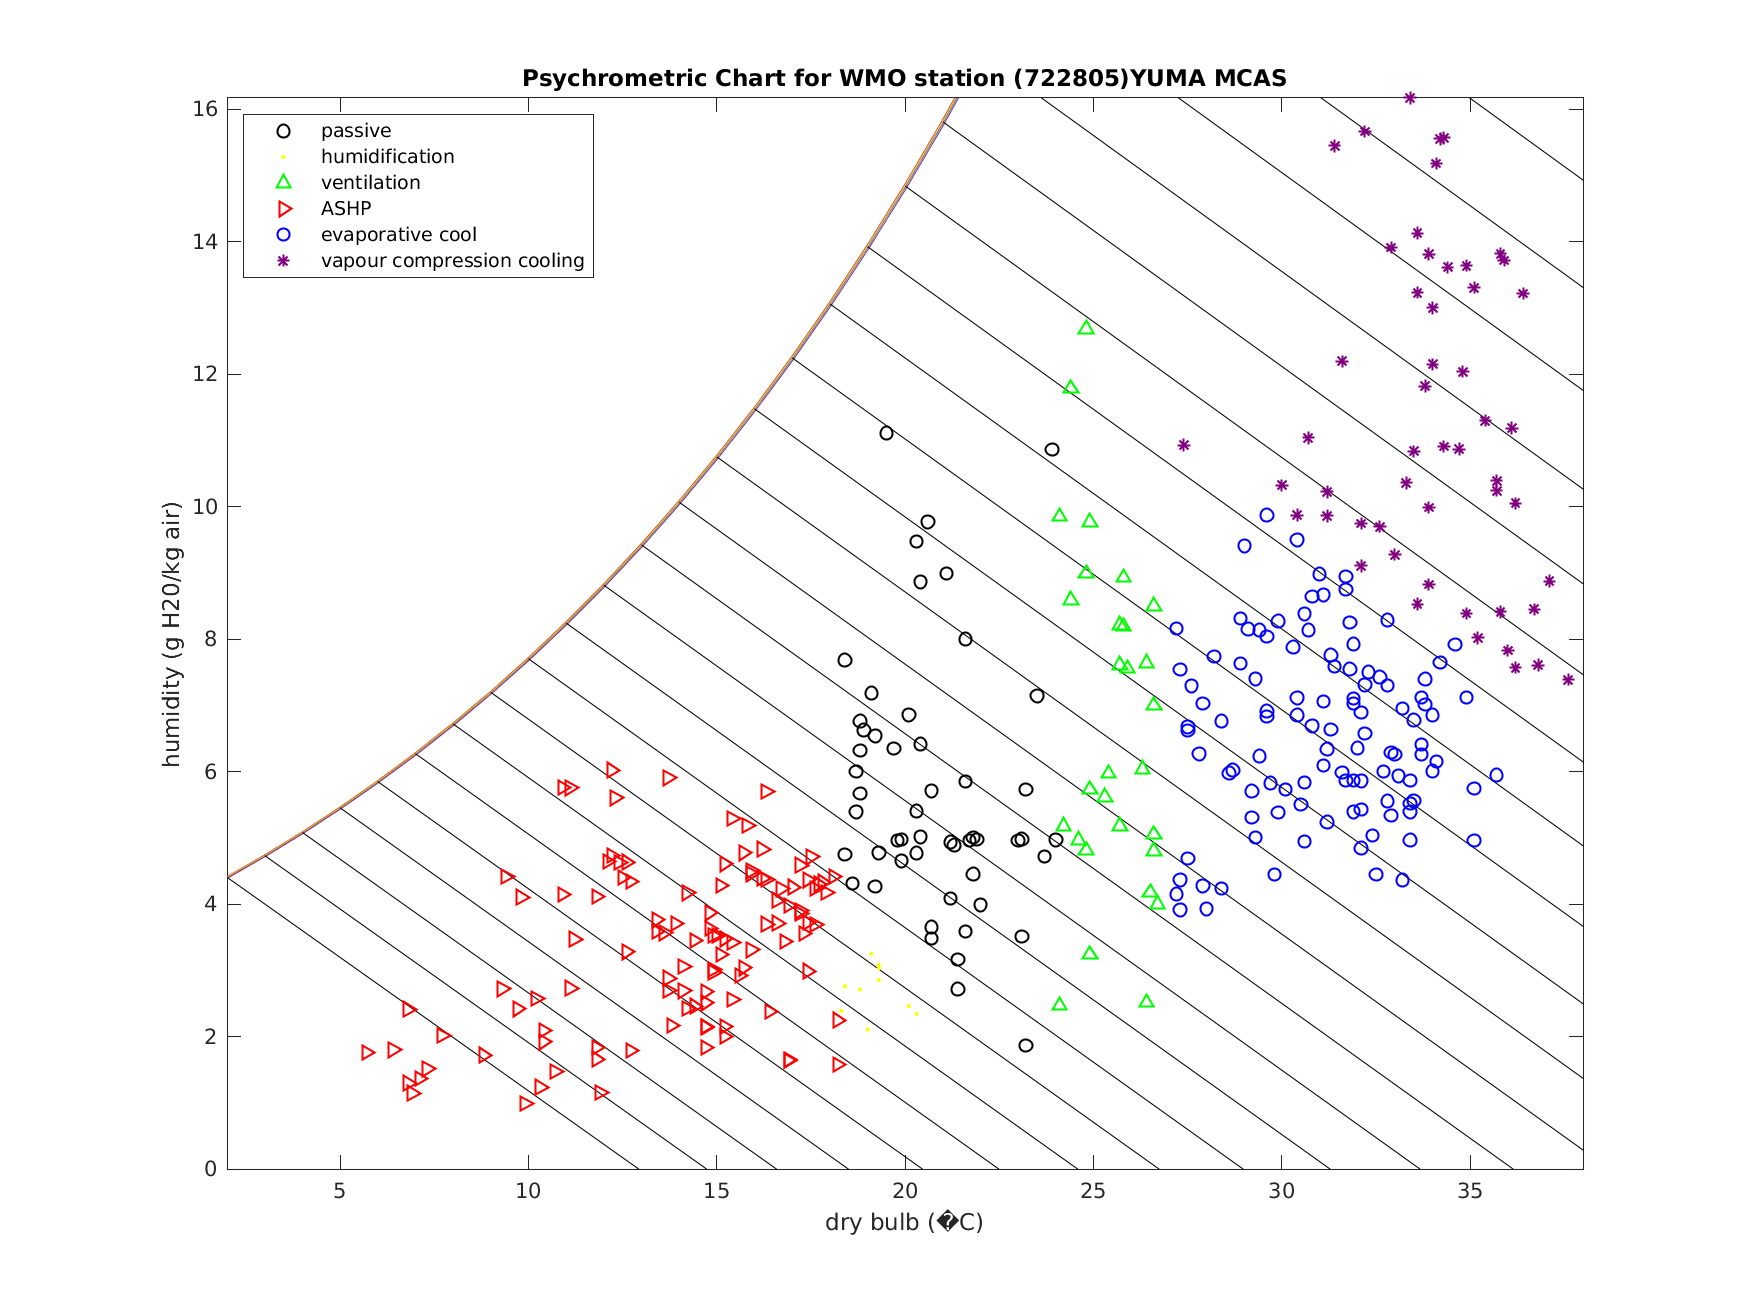 Psychrometric Chart for WMO station (722805)YUMA MCAS
passive
humidification
ventilation
ASHP
evaporative cool
vapour compression cooling
humidity (g H20/kg air)
16
14
12
10
8
6
4
2
0
5 10 15 20 25 30 35
dry bulb (�C)